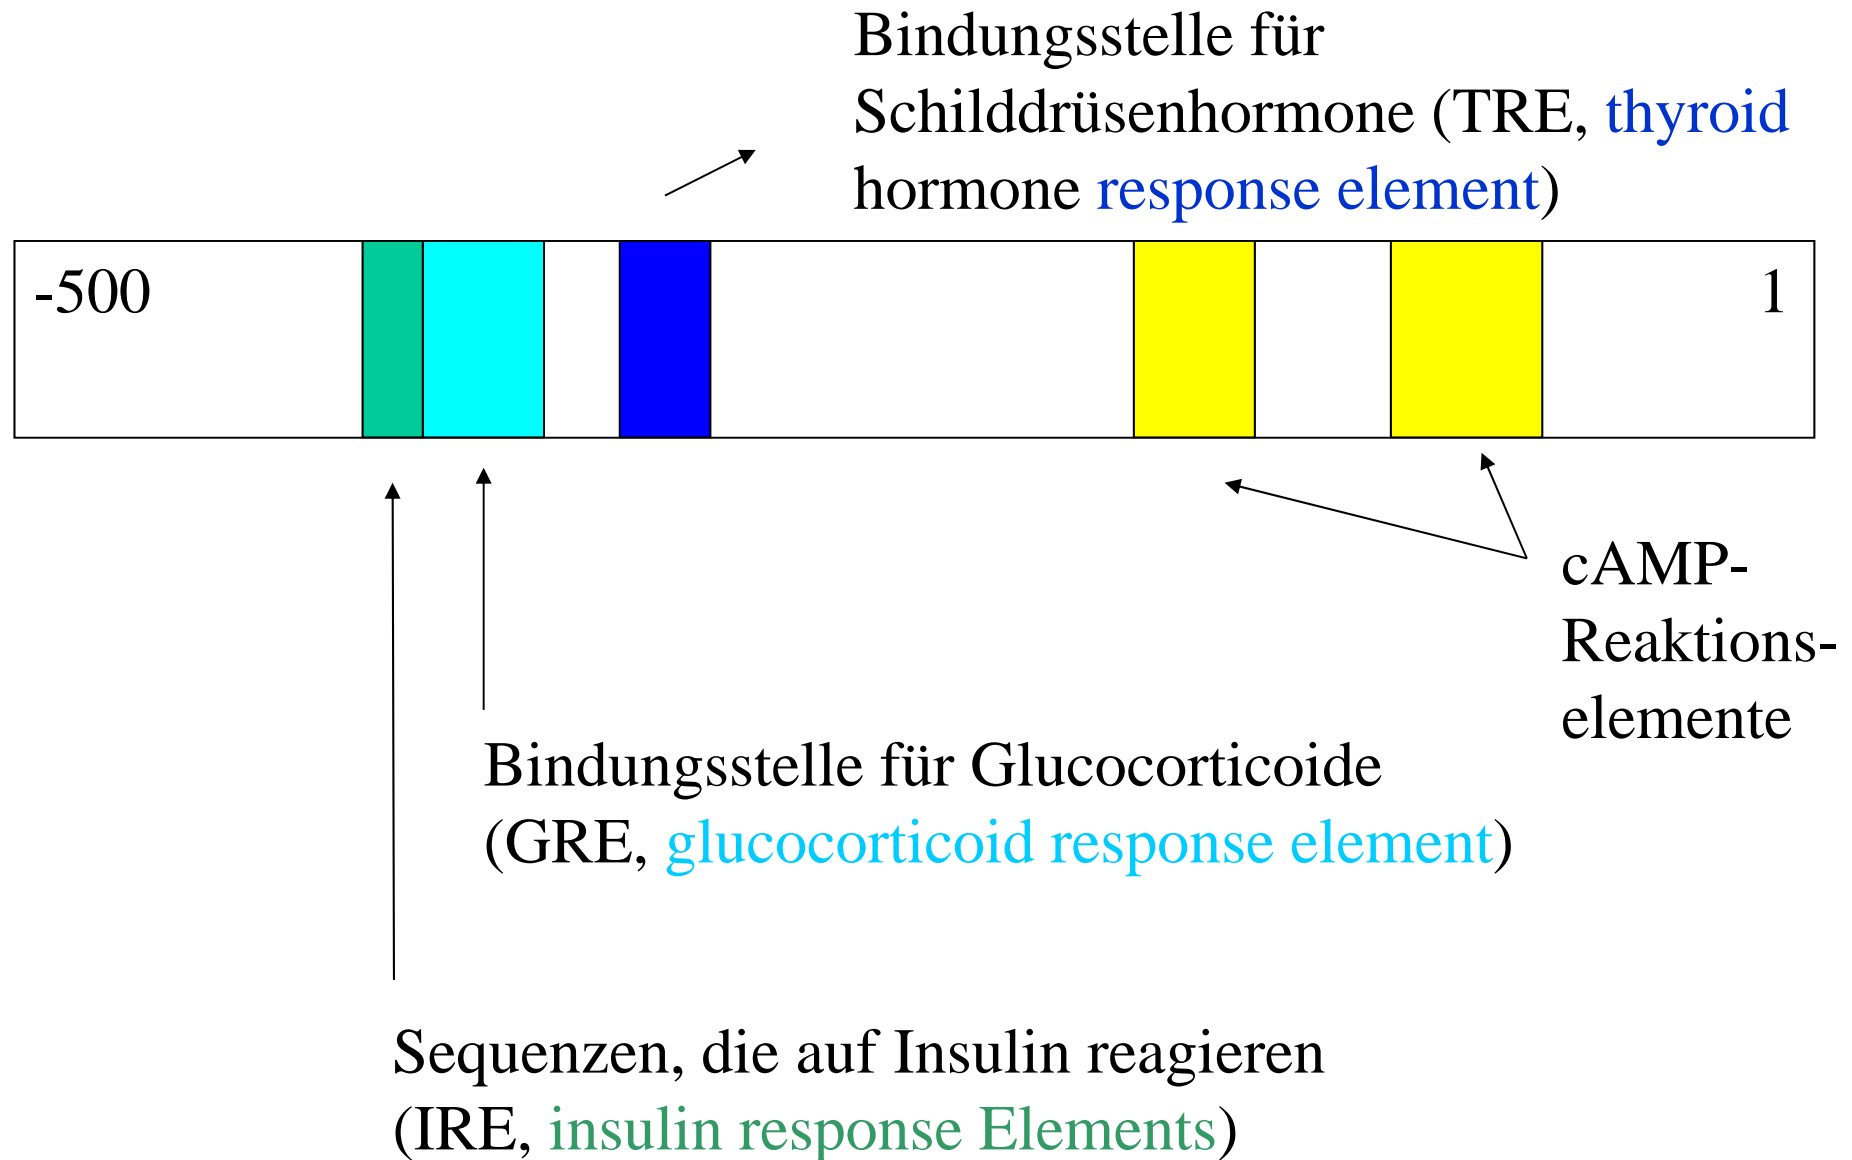 Bindungsstelle für
Schilddrüsenhormone (TRE, thyroid
hormone response element)
-500
1
cAMP-
Reaktions-
elemente
Bindungsstelle für Glucocorticoide
(GRE, glucocorticoid response element)
Sequenzen, die auf Insulin reagieren
(IRE, insulin response Elements)